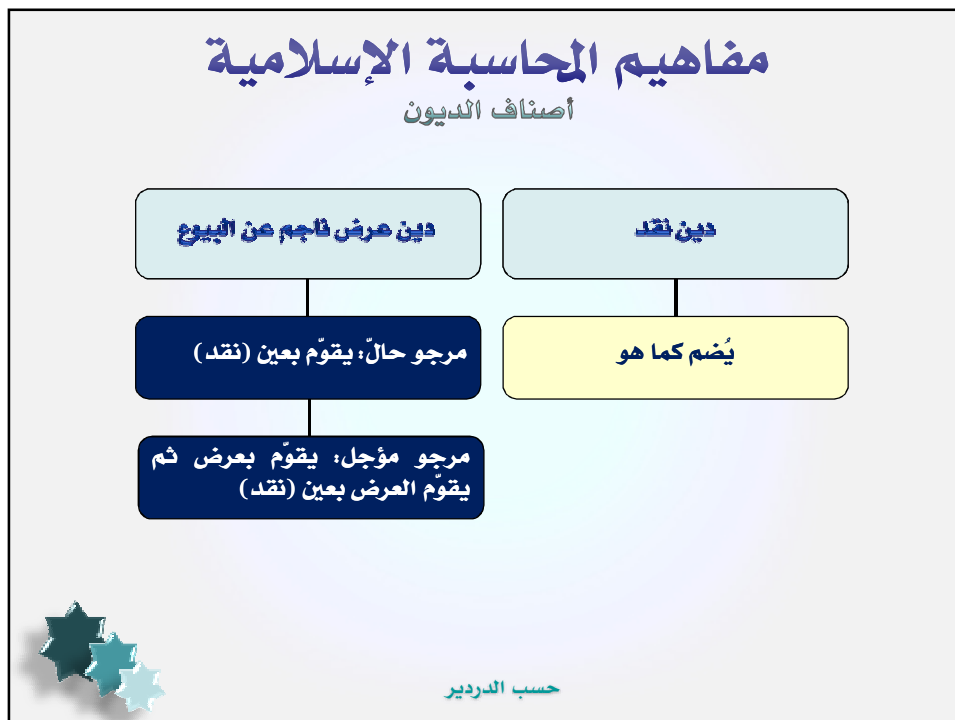 مفاهيم المحاسبة الإسلامية
أصناف الديون
دين نقد
يُضم كما هو
دين عرض ناجم عن البيوع
مرجو حالّ: يقوّم بعين (نقد)
مرجو مؤجل: يقوّم بعرض ثم
يقوّم العرض بعين (نقد)
حسب الدردير